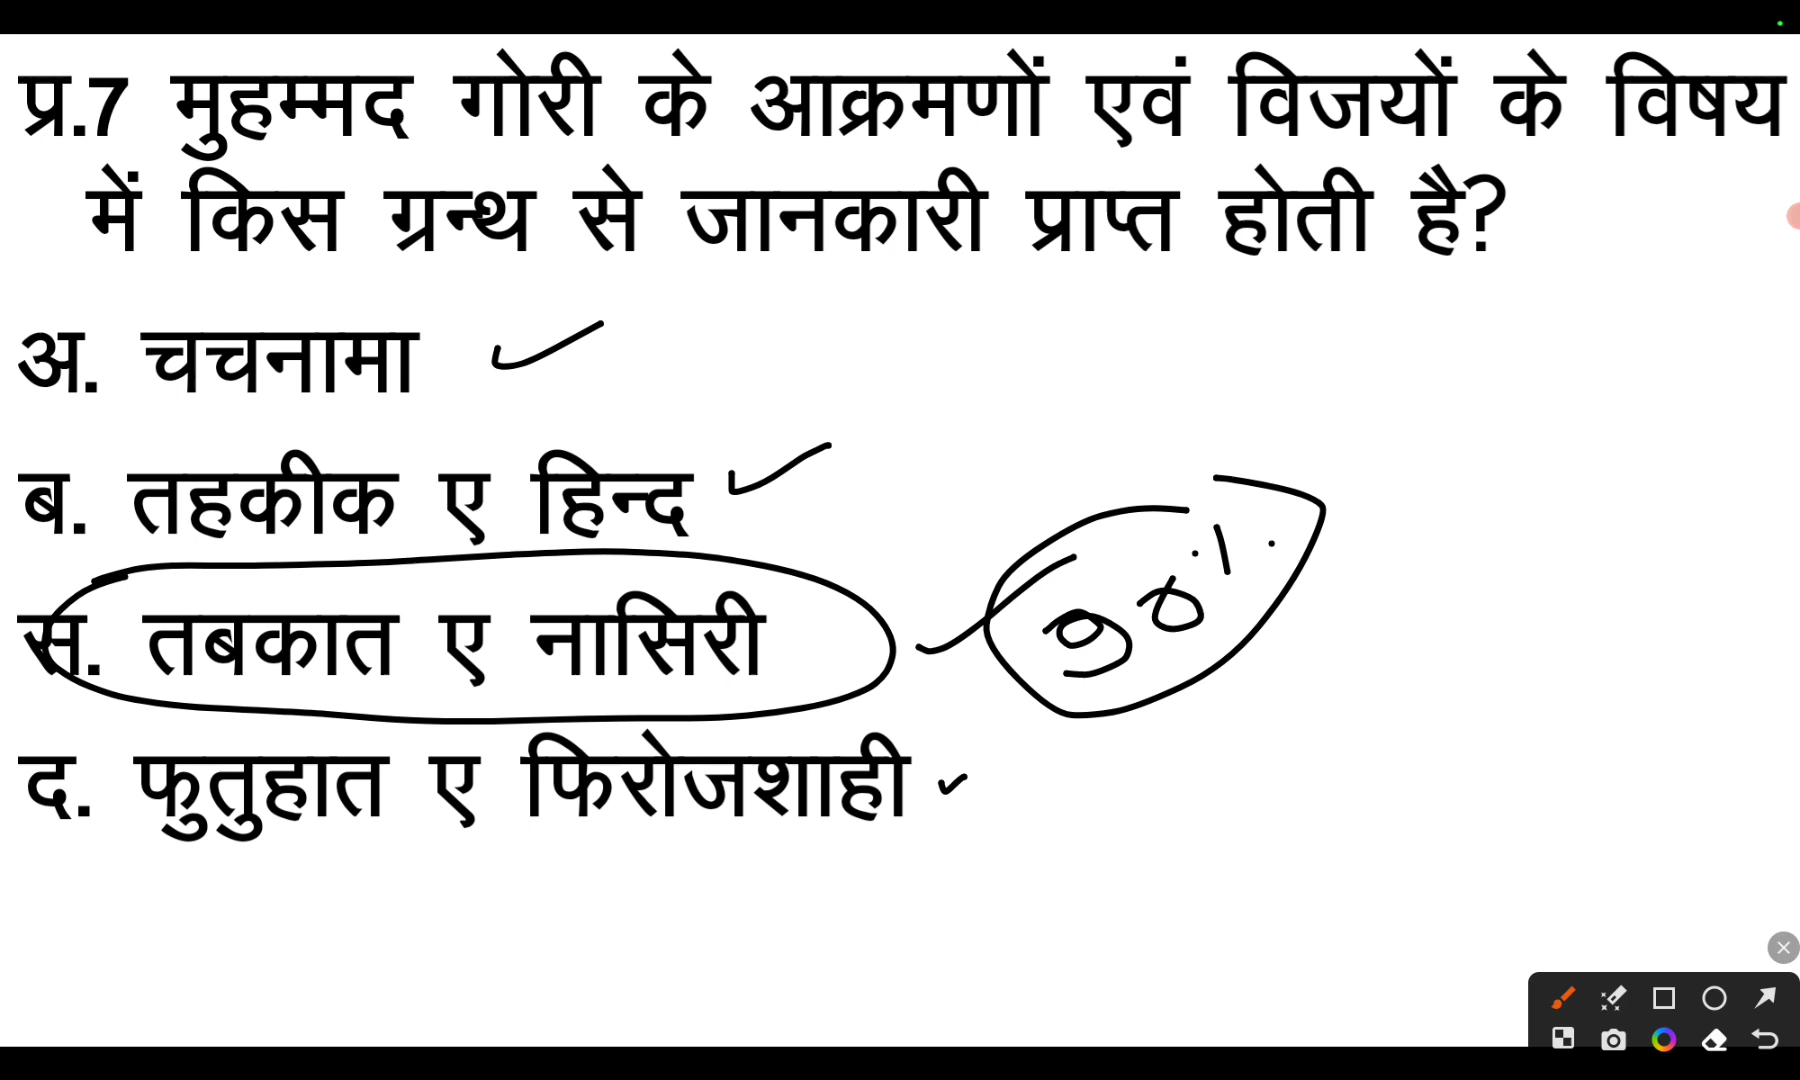 प्र.7 मुहम्मद गोरी के आक्रमणों एवं विजयों के विषय
में किस ग्रन्थ से जानकारी प्राप्त होती है?
अ. चचनामा
ब. तहकीक ए हिन्द
स. तबकात ए नासिरी
द. फुतुहात ए फिरोजशाही